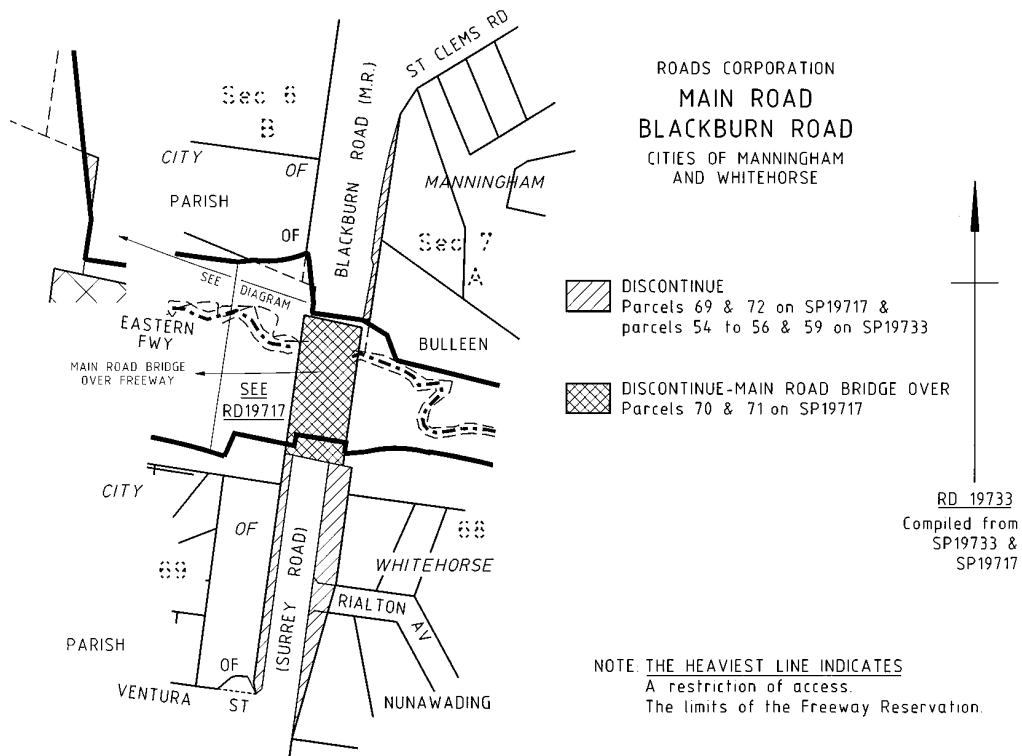 ST CLEMS RD
ROADS CORPORATION
MAIN ROAD
BLACKBURN ROAD
CITIES OF MANNINGHAM
AND WHITEHORSE
Sec 6
B
CITY
OF
MANNINGHAM
BLACKBURN ROAD (M.R.)
PARISH
OF
Sec 7
A
BULLEEN
SEE
DIAGRAM
EASTERN
FWY
MAIN ROAD BRIDGE
OVER FREEWAY
SEE
RD19717
DISCONTINUE
Parcels 69 & 72 on SP19717 &
parcels 54 to 56 & 59 on SP19733
DISCONTINUE-MAIN ROAD BRIDGE OVER
Parcels 70 & 71 on SP19717
RD 19733
Compiled from
SP19733 &
SP19717
CITY
OF
WHITEHORSE
68
69
(SURREY ROAD)
RIALTON
AV
PARISH
OF
NUNAWADING
VENTURA ST
NOTE: THE HEAVIEST LINE INDICATES
A restriction of access.
The limits of the Freeway Reservation.